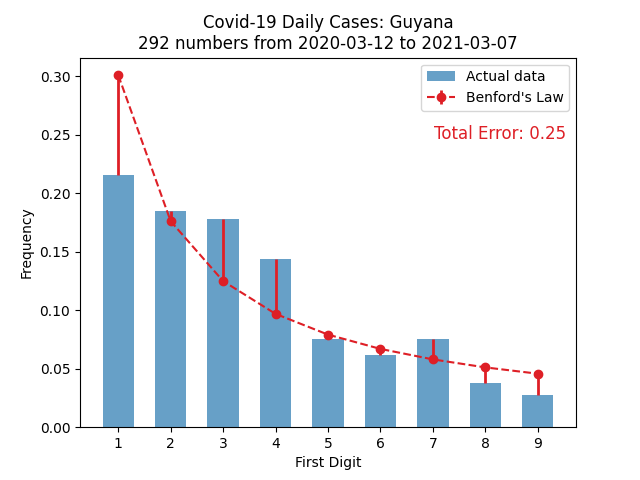 Covid-19 Daily Cases: Guyana
292 numbers from 2020-03-12 to 2021-03-07
Actual data
Benford's Law
Total Error: 0.25
Frequency
0.30
0.25
0.20
0.15
0.10
0.05
0.00
1 2 3 4 5 6 7 8 9
First Digit